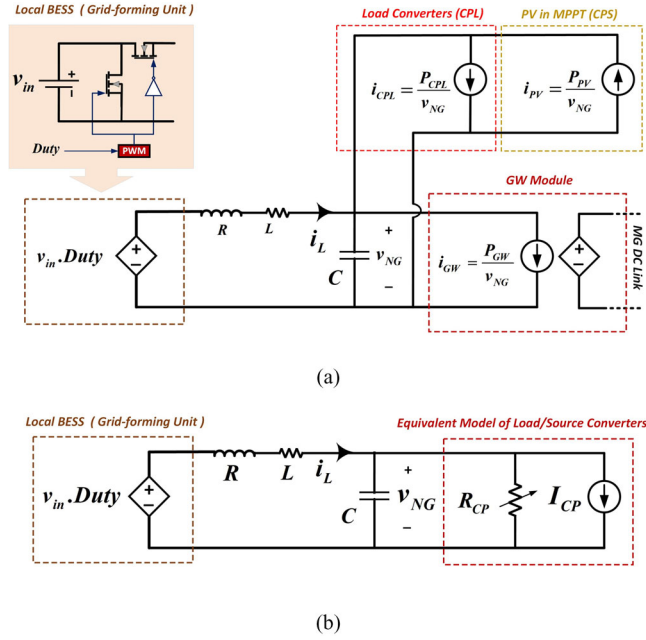 Local BESS ( Grid-forming Unit )
v_in
+
−
Duty
PWM
Load Converters (CPL)
PV in MPPT (CPS)
i_CPL = P_CPL / v_NG
i_PV = P_PV / v_NG
v_in.Duty
+
−
R
L
i_L
C
+
v_NG
−
GW Module
i_GW = P_GW / v_NG
+
−
MG DC Link
(a)
Local BESS ( Grid-forming Unit )
Equivalent Model of Load/Source Converters
v_in.Duty
+
−
R
L
i_L
C
+
v_NG
−
R_CP
I_CP
(b)